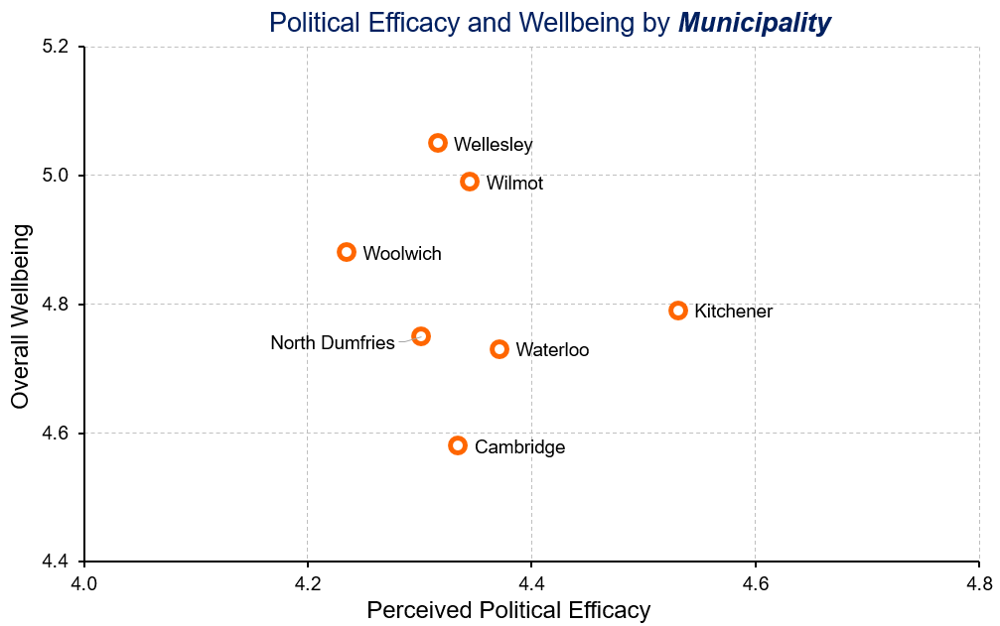 Political Efficacy and Wellbeing by Municipality
5.2
5.0
4.8
4.6
4.4
Overall Wellbeing
Wellesley
Wilmot
Woolwich
Kitchener
North Dumfries
Waterloo
Cambridge
4.0 4.2 4.4 4.6 4.8
Perceived Political Efficacy